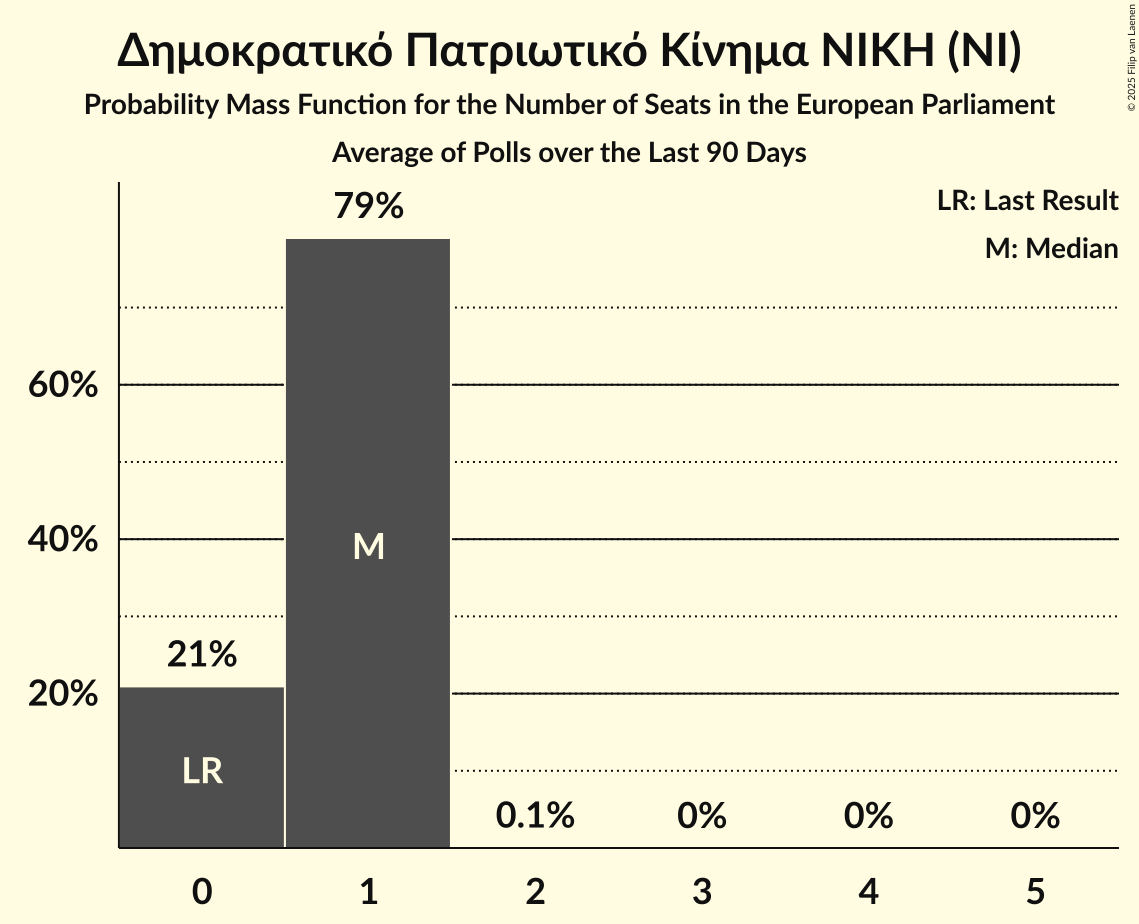 Δημοκρατικό Πατριωτικό Κίνημα ΝΙΚΗ (NI)
Probability Mass Function for the Number of Seats in the European Parliament
Average of Polls over the Last 90 Days
© 2025 Filip van Laenen
LR: Last Result
M: Median
79%
60%
40%
20%
21%
M
LR
0.1%
0%
0%
0%
0
1
2
3
4
5